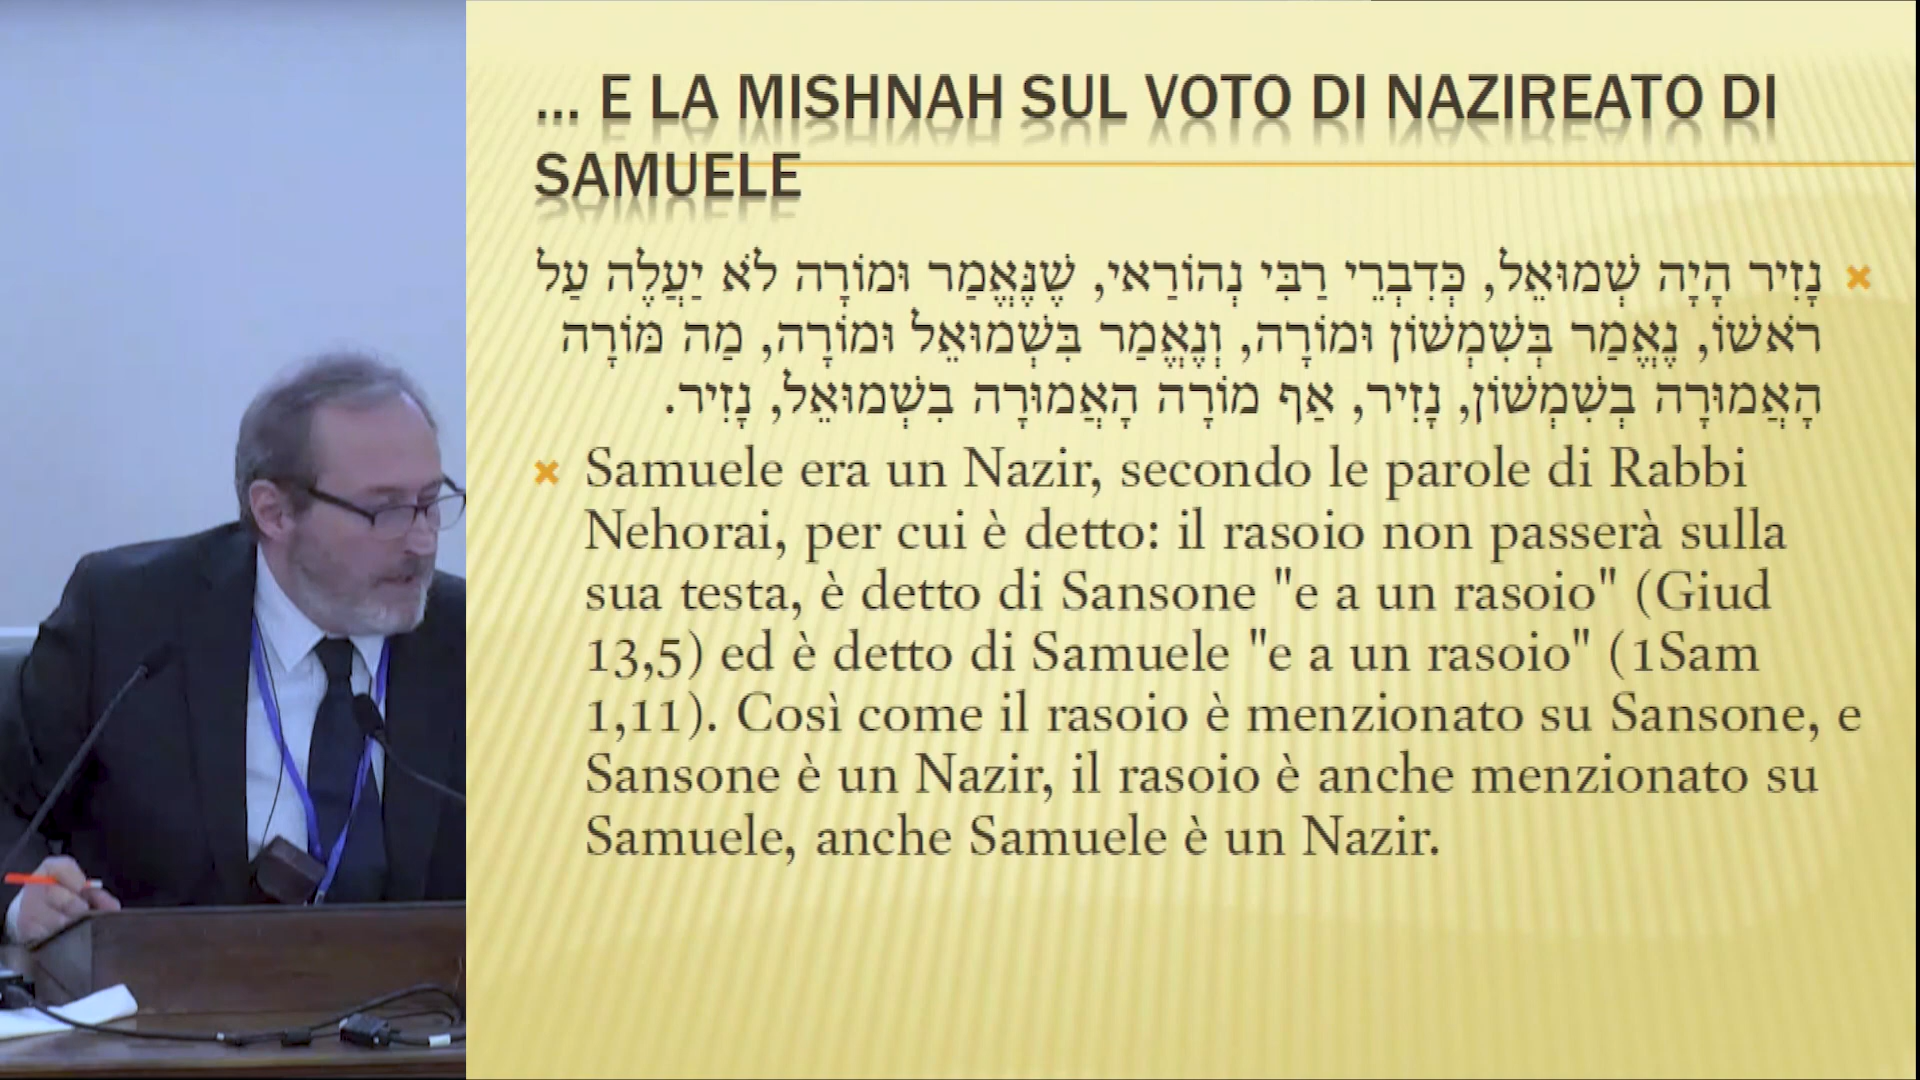 ... E LA MISHNAH SUL VOTO DI NAZIREATO DI
SAMUELE
נָזִיר הָיָה שְׁמוּאֵל, כְּדִבְרֵי רַבִּי נְהוֹרַאי, שֶׁנֶּאֱמַר וּמוֹרָה לֹא יַעֲלֶה עַל
רֹאשׁוֹ, נֶאֱמַר בְּשִׁמְשׁוֹן וּמוֹרָה, וְנֶאֱמַר בִּשְׁמוּאֵל וּמוֹרָה, מַה מּוֹרָה
הָאֲמוּרָה בְשִׁמְשׁוֹן, נָזִיר, אַף מוֹרָה הָאֲמוּרָה בִשְׁמוּאֵל, נָזִיר.
Samuele era un Nazir, secondo le parole di Rabbi
Nehorai, per cui è detto: il rasoio non passerà sulla
sua testa, è detto di Sansone "e a un rasoio" (Giud
13,5) ed è detto di Samuele "e a un rasoio" (1Sam
1,11). Così come il rasoio è menzionato su Sansone, e
Sansone è un Nazir, il rasoio è anche menzionato su
Samuele, anche Samuele è un Nazir.